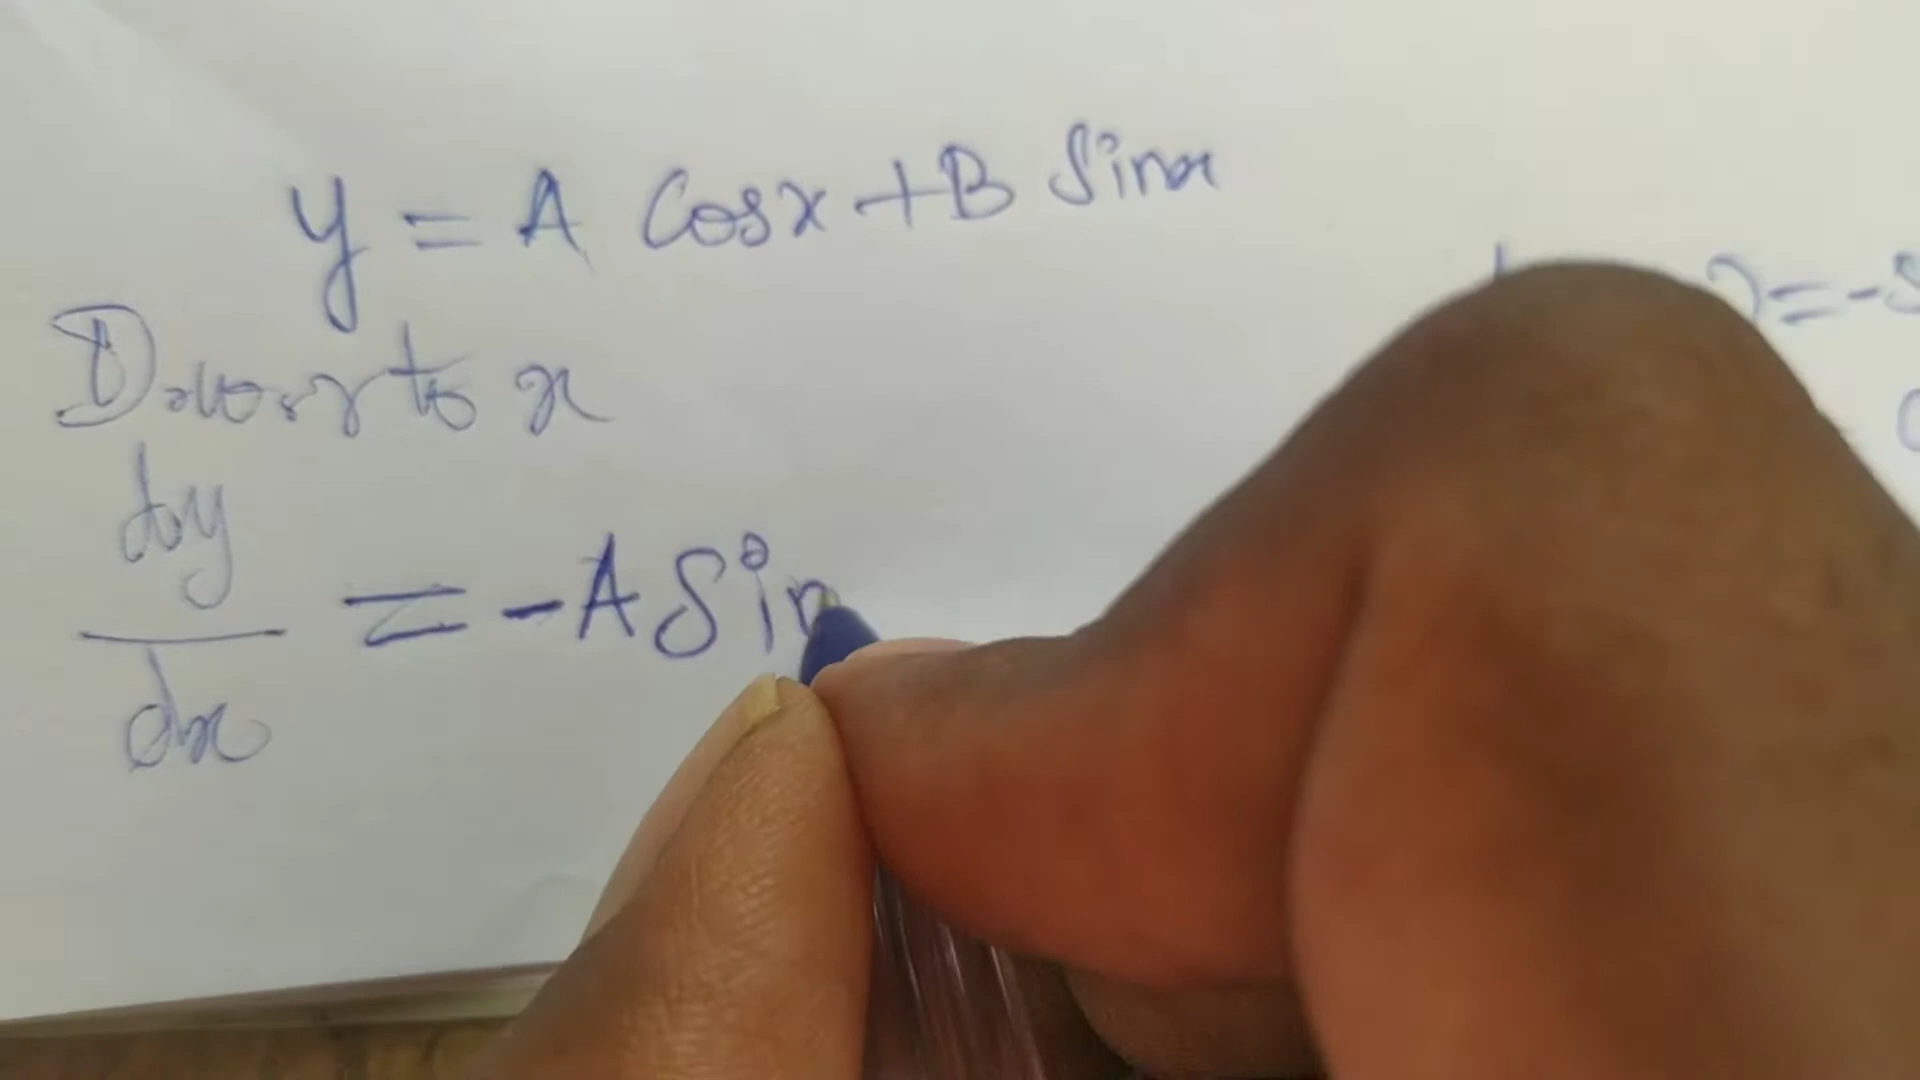 y = A Cosx + B Sinx
D.w.r to x
dy
= -A Sin
dx
) = -S